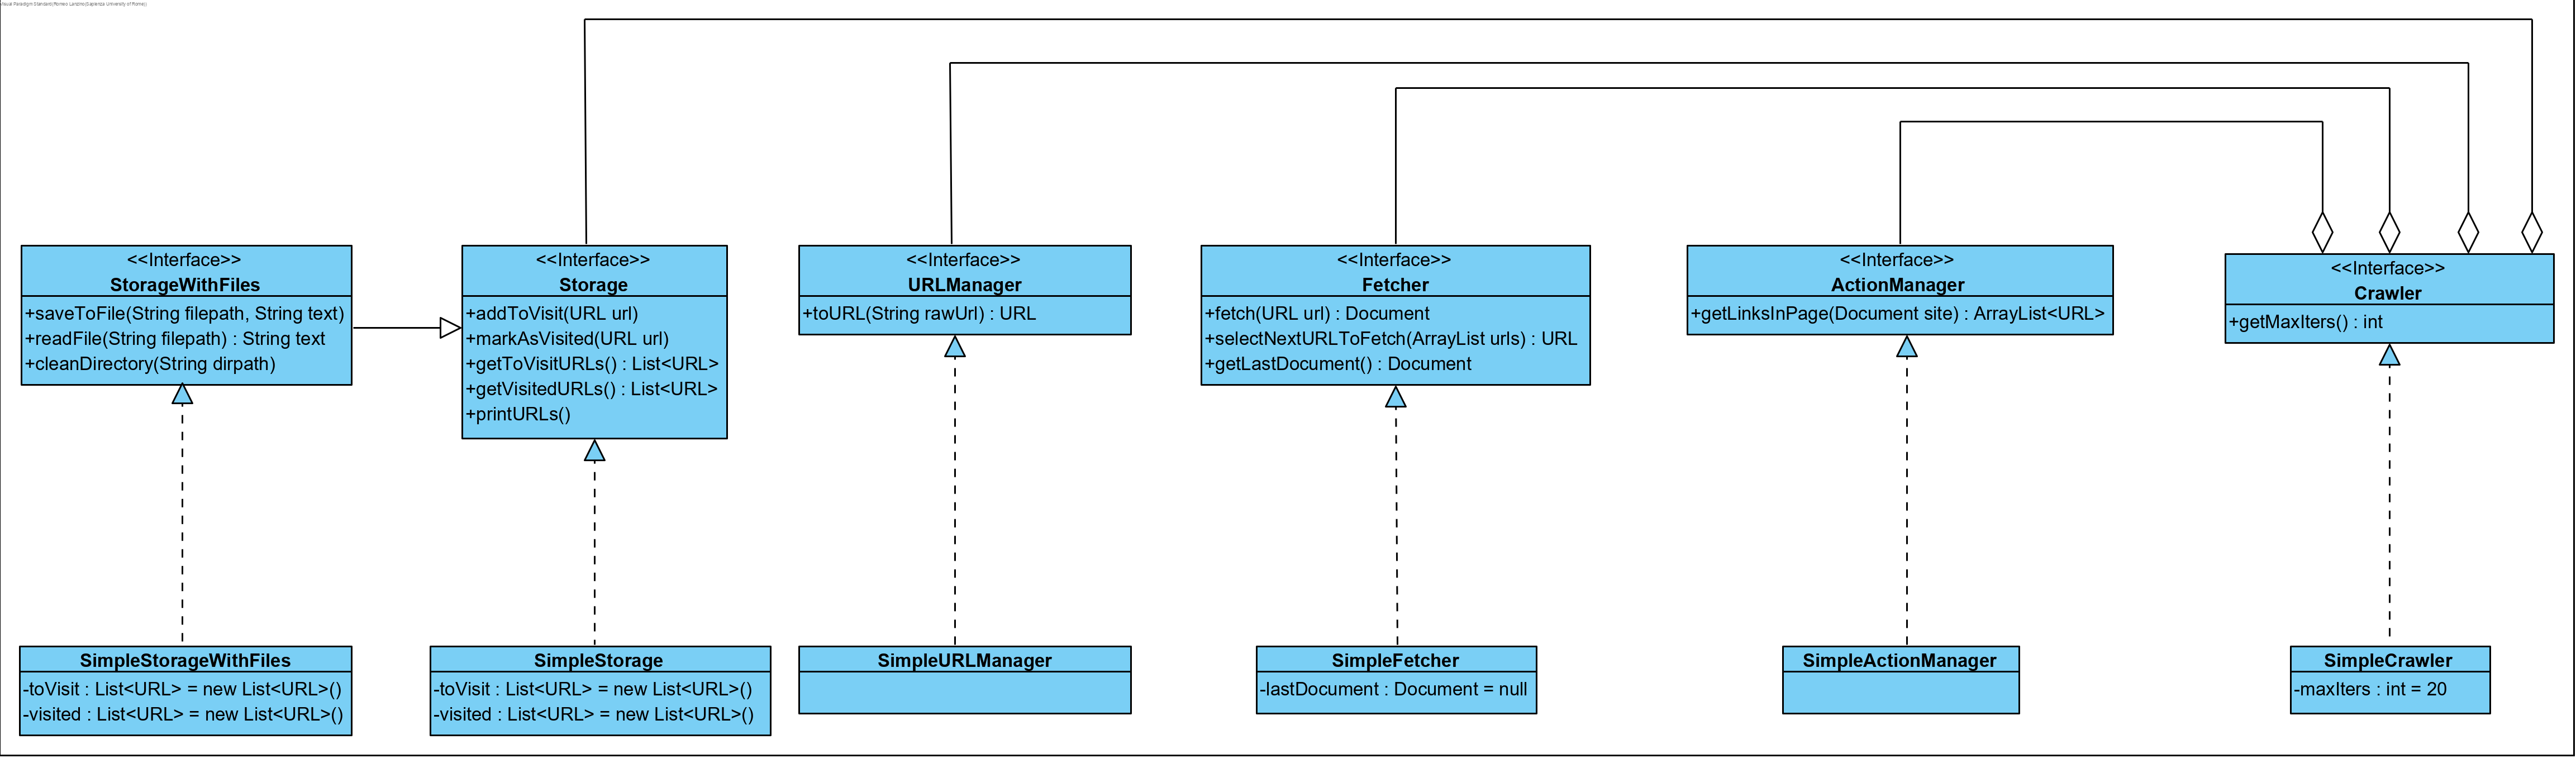 Visual Paradigm Standard(Romeo Lanzino(Sapienza University of Rome))
<<Interface>>
StorageWithFiles
+saveToFile(String filepath, String text)
+readFile(String filepath) : String text
+cleanDirectory(String dirpath)
<<Interface>>
Storage
+addToVisit(URL url)
+markAsVisited(URL url)
+getToVisitURLs() : List<URL>
+getVisitedURLs() : List<URL>
+printURLs()
<<Interface>>
URLManager
+toURL(String rawUrl) : URL
<<Interface>>
Fetcher
+fetch(URL url) : Document
+selectNextURLToFetch(ArrayList urls) : URL
+getLastDocument() : Document
<<Interface>>
ActionManager
+getLinksInPage(Document site) : ArrayList<URL>
<<Interface>>
Crawler
+getMaxIters() : int
SimpleStorageWithFiles
-toVisit : List<URL> = new List<URL>()
-visited : List<URL> = new List<URL>()
SimpleStorage
-toVisit : List<URL> = new List<URL>()
-visited : List<URL> = new List<URL>()
SimpleURLManager
SimpleFetcher
-lastDocument : Document = null
SimpleActionManager
SimpleCrawler
-maxIters : int = 20